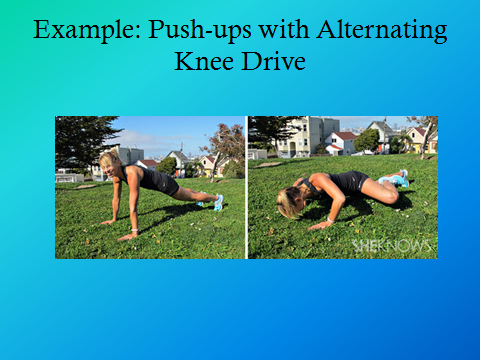 Example: Push-ups with Alternating
Knee Drive
SHEKNOWS